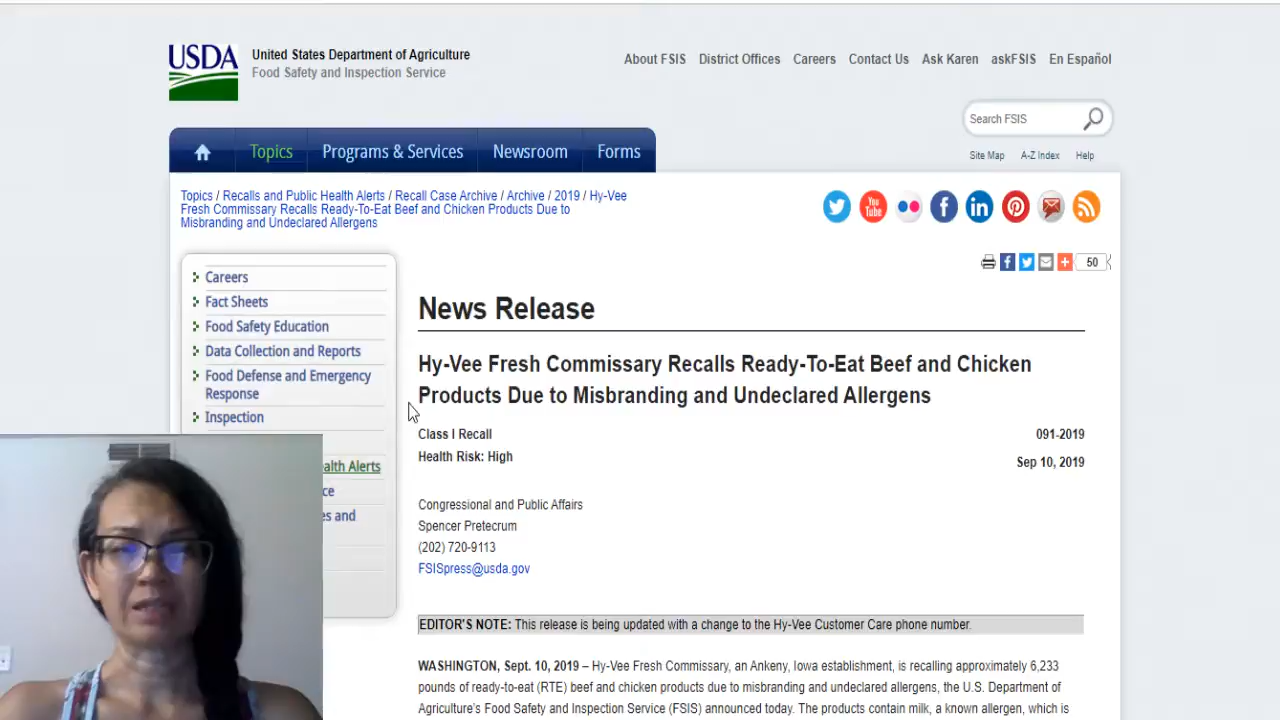 USDA
United States Department of Agriculture
Food Safety and Inspection Service
About FSIS District Offices Careers Contact Us Ask Karen askFSIS En Español
Search FSIS
Site Map A-Z Index Help
Topics Programs & Services Newsroom Forms
Topics / Recalls and Public Health Alerts / Recall Case Archive / Archive / 2019 / Hy-Vee
Fresh Commissary Recalls Ready-To-Eat Beef and Chicken Products Due to
Misbranding and Undeclared Allergens
You
Tube
50
Careers
Fact Sheets
Food Safety Education
Data Collection and Reports
Food Defense and Emergency
Response
Inspection
alth Alerts
ce
es and
News Release
Hy-Vee Fresh Commissary Recalls Ready-To-Eat Beef and Chicken
Products Due to Misbranding and Undeclared Allergens
Class I Recall 091-2019
Health Risk: High Sep 10, 2019
Congressional and Public Affairs
Spencer Pretecrum
(202) 720-9113
FSISpress@usda.gov
EDITOR'S NOTE: This release is being updated with a change to the Hy-Vee Customer Care phone number.
WASHINGTON, Sept. 10, 2019 – Hy-Vee Fresh Commissary, an Ankeny, Iowa establishment, is recalling approximately 6,233
pounds of ready-to-eat (RTE) beef and chicken products due to misbranding and undeclared allergens, the U.S. Department of
Agriculture's Food Safety and Inspection Service (FSIS) announced today. The products contain milk, a known allergen, which is